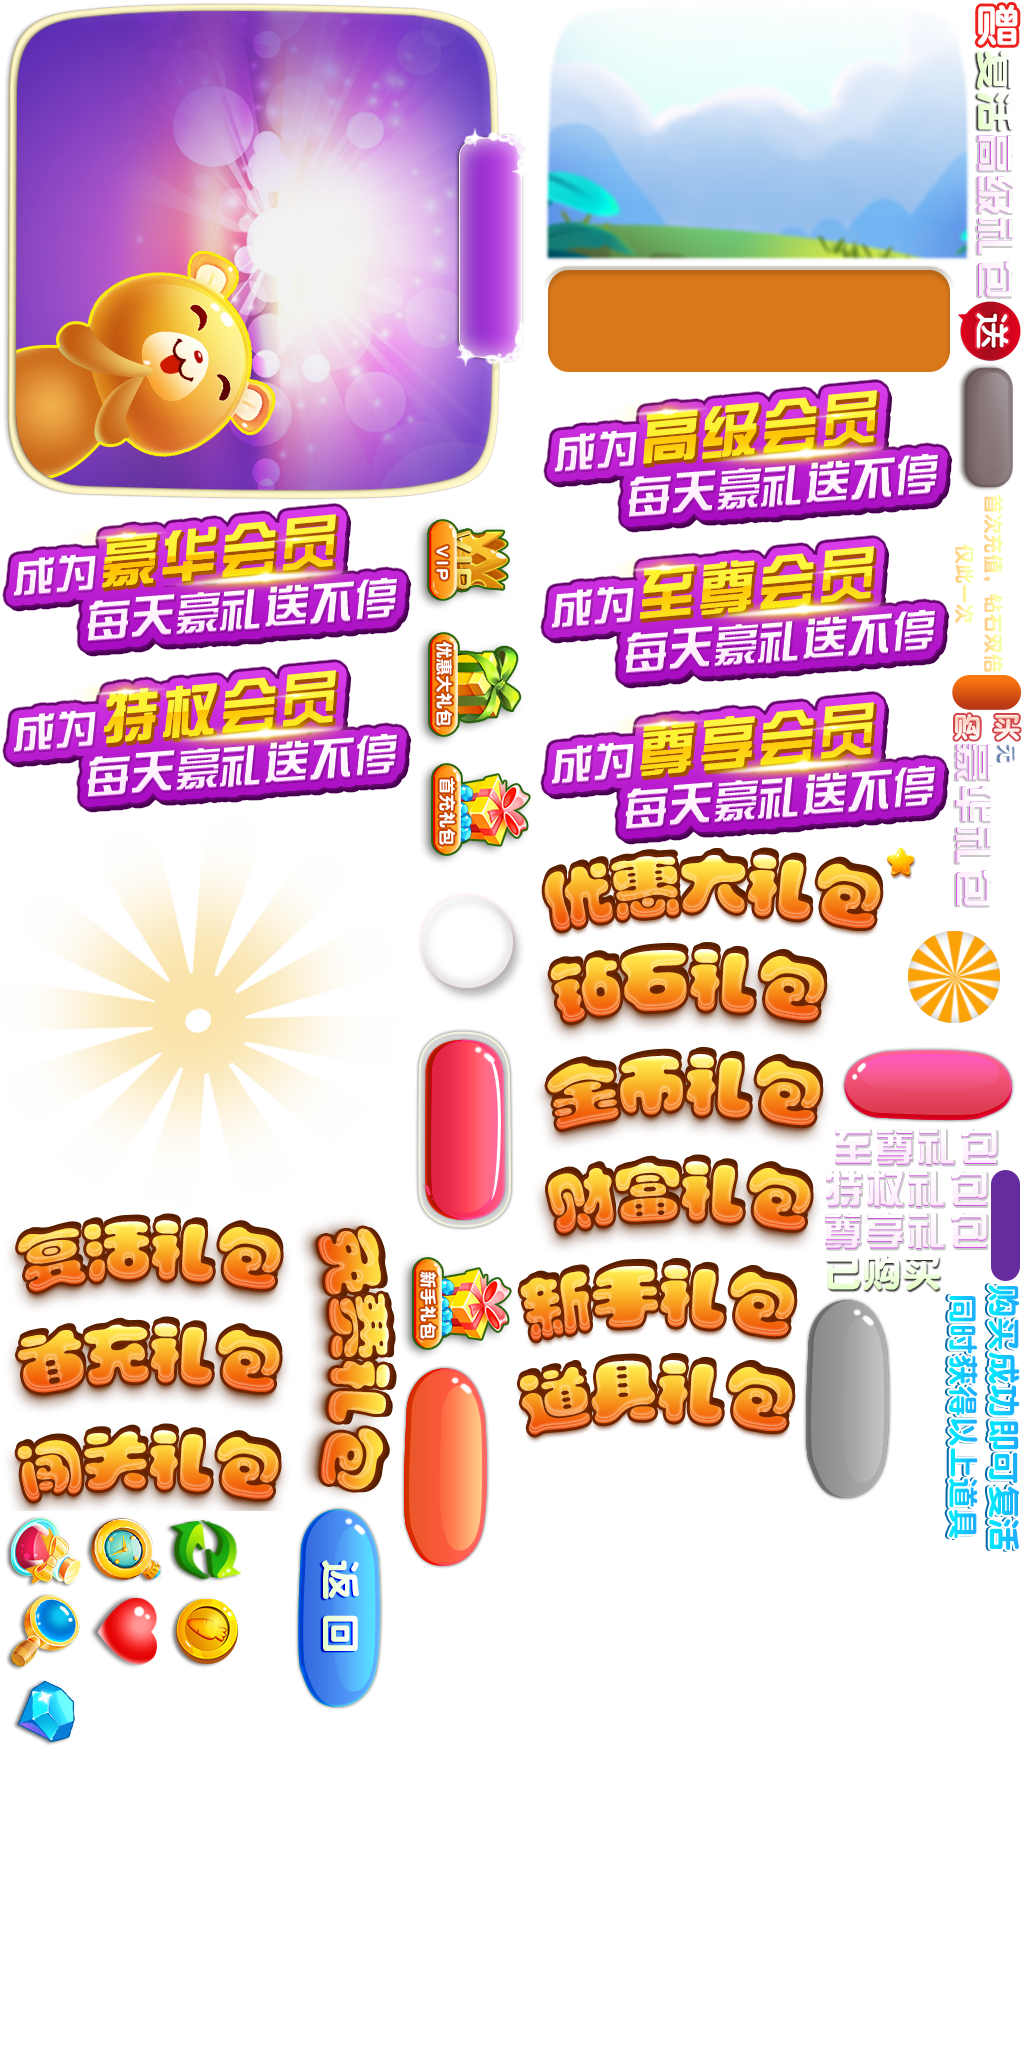 赠
复活
高级礼包
送
成为高级会员
每天豪礼送不停
首次充值，钻石双倍
仅此一次
成为豪华会员
每天豪礼送不停
VIP
成为至尊会员
每天豪礼送不停
优惠大礼包
成为特权会员
每天豪礼送不停
元
豪华礼包
成为尊享会员
每天豪礼送不停
首充礼包
优惠大礼包
钻石礼包
金币礼包
至尊礼包
特权礼包
尊享礼包
已购买
财富礼包
复活礼包
免费礼包
新手礼包
新手礼包
购买成功即可复活
同时获得以上道具
首充礼包
道具礼包
闯关礼包
返回